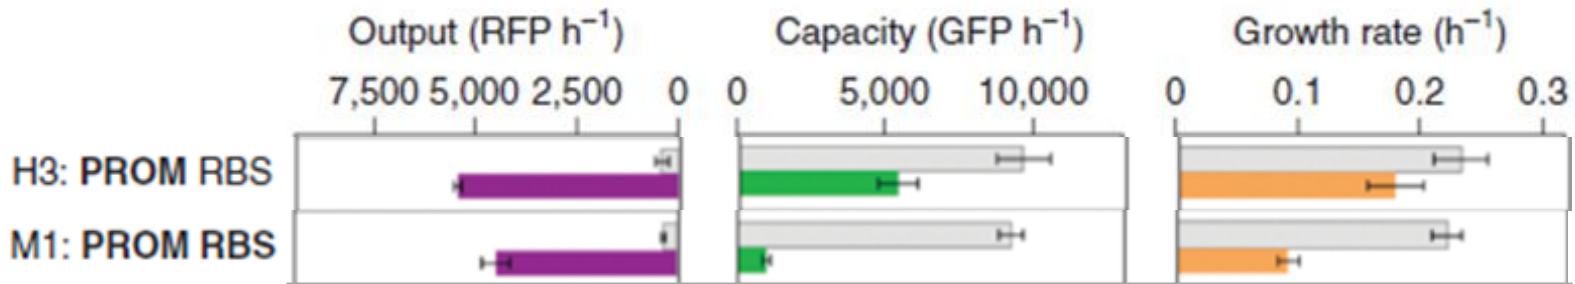 Output (RFP h⁻¹) Capacity (GFP h⁻¹) Growth rate (h⁻¹)
7,500 5,000 2,500 0 0 5,000 10,000 0 0.1 0.2 0.3
H3: PROM RBS
M1: PROM RBS